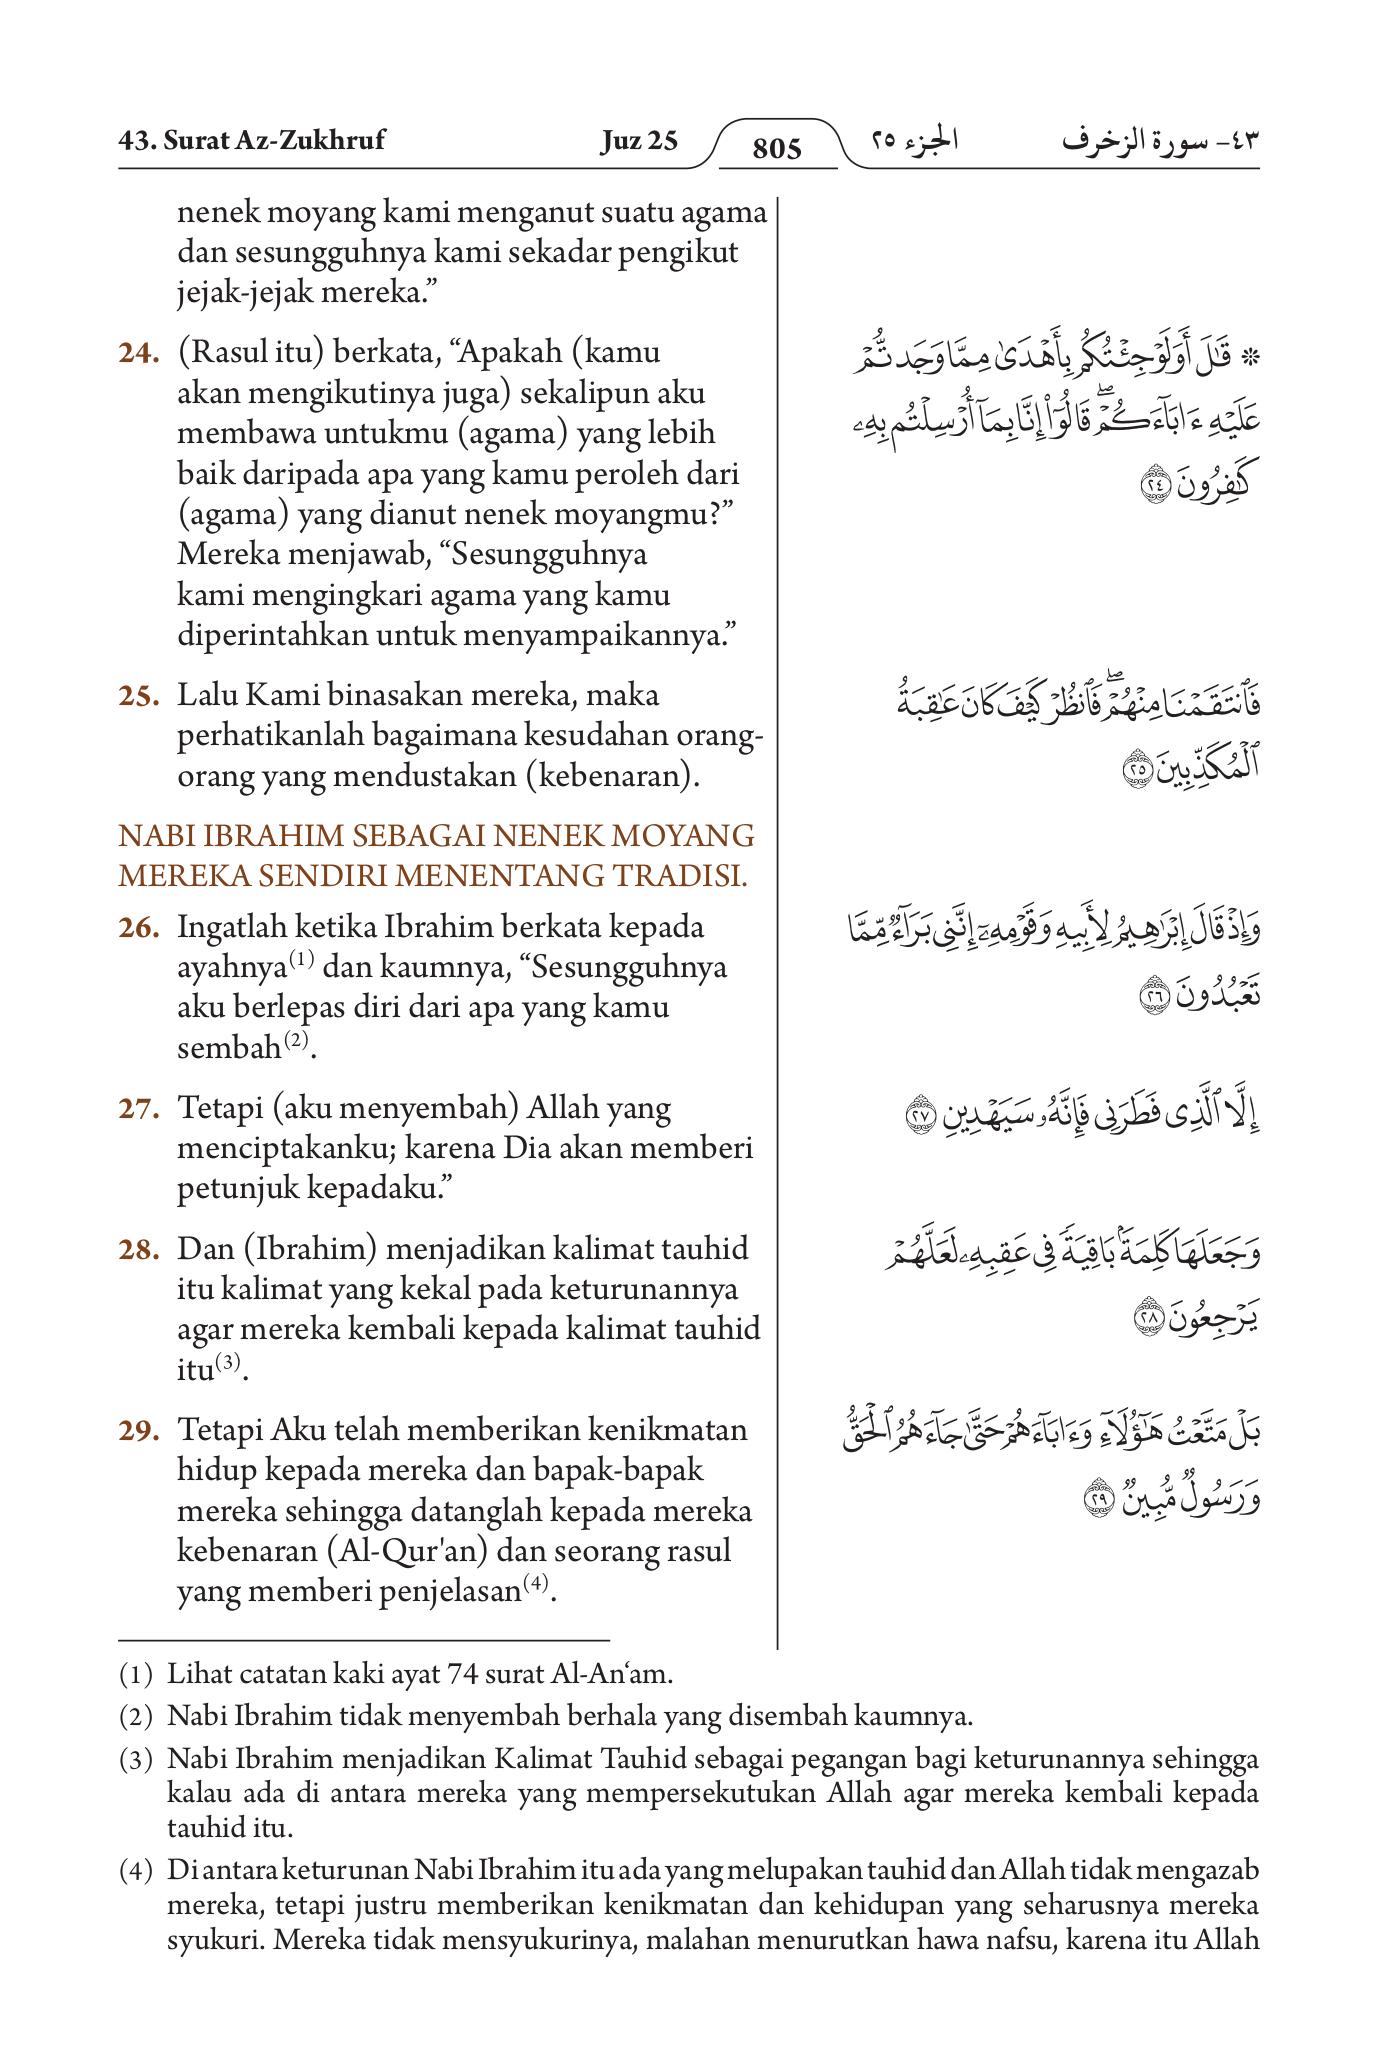 43. Surat Az-Zukhruf
Juz 25
805
الجزء ٢٥
٤٣- سورة الزخرف
nenek moyang kami menganut suatu agama
dan sesungguhnya kami sekadar pengikut
jejak-jejak mereka.”
24. (Rasul itu) berkata, “Apakah (kamu
akan mengikutinya juga) sekalipun aku
membawa untukmu (agama) yang lebih
baik daripada apa yang kamu peroleh dari
(agama) yang dianut nenek moyangmu?”
Mereka menjawab, “Sesungguhnya
kami mengingkari agama yang kamu
diperintahkan untuk menyampaikannya.”
۞ قَٰلَ أَوَلَوۡ جِئۡتُكُم بِأَهۡدَىٰ مِمَّا وَجَدتُّمۡ
عَلَيۡهِ ءَابَآءَكُمۡۖ قَالُوٓاْ إِنَّا بِمَآ أُرۡسِلۡتُم بِهِۦ
كَٰفِرُونَ ٢٤
25. Lalu Kami binasakan mereka, maka
perhatikanlah bagaimana kesudahan orang-
orang yang mendustakan (kebenaran).
فَٱنتَقَمۡنَا مِنۡهُمۡۖ فَٱنظُرۡ كَيۡفَ كَانَ عَٰقِبَةُ
ٱلۡمُكَذِّبِينَ ٢٥
NABI IBRAHIM SEBAGAI NENEK MOYANG
MEREKA SENDIRI MENENTANG TRADISI.
26. Ingatlah ketika Ibrahim berkata kepada
ayahnya(1) dan kaumnya, “Sesungguhnya
aku berlepas diri dari apa yang kamu
sembah(2).
وَإِذۡ قَالَ إِبۡرَٰهِيمُ لِأَبِيهِ وَقَوۡمِهِۦٓ إِنَّنِي بَرَآءٞ مِّمَّا
تَعۡبُدُونَ ٢٦
27. Tetapi (aku menyembah) Allah yang
menciptakanku; karena Dia akan memberi
petunjuk kepadaku.”
إِلَّا ٱلَّذِي فَطَرَنِي فَإِنَّهُۥ سَيَهۡدِينِ ٢٧
28. Dan (Ibrahim) menjadikan kalimat tauhid
itu kalimat yang kekal pada keturunannya
agar mereka kembali kepada kalimat tauhid
itu(3).
وَجَعَلَهَا كَلِمَةَۢ بَاقِيَةٗ فِي عَقِبِهِۦ لَعَلَّهُمۡ
يَرۡجِعُونَ ٢٨
29. Tetapi Aku telah memberikan kenikmatan
hidup kepada mereka dan bapak-bapak
mereka sehingga datanglah kepada mereka
kebenaran (Al-Qur'an) dan seorang rasul
yang memberi penjelasan(4).
بَلۡ مَتَّعۡتُ هَٰٓؤُلَآءِ وَءَابَآءَهُمۡ حَتَّىٰ جَآءَهُمُ ٱلۡحَقُّ
وَرَسُولٞ مُّبِينٞ ٢٩
(1) Lihat catatan kaki ayat 74 surat Al-An‘am.
(2) Nabi Ibrahim tidak menyembah berhala yang disembah kaumnya.
(3) Nabi Ibrahim menjadikan Kalimat Tauhid sebagai pegangan bagi keturunannya sehingga
kalau ada di antara mereka yang mempersekutukan Allah agar mereka kembali kepada
tauhid itu.
(4) Di antara keturunan Nabi Ibrahim itu ada yang melupakan tauhid dan Allah tidak mengazab
mereka, tetapi justru memberikan kenikmatan dan kehidupan yang seharusnya mereka
syukuri. Mereka tidak mensyukurinya, malahan menurutkan hawa nafsu, karena itu Allah